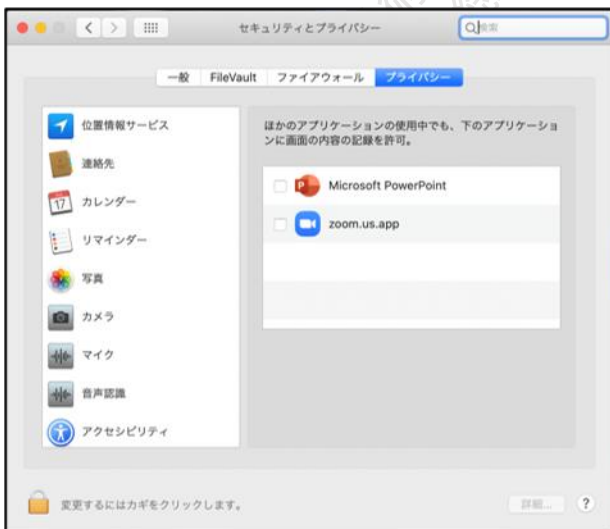 セキュリティとプライバシー
検索
一般 FileVault ファイアウォール プライバシー
位置情報サービス
連絡先
カレンダー
リマインダー
写真
カメラ
マイク
音声認識
アクセシビリティ
ほかのアプリケーションの使用中でも、下のアプリケーショ
ンに画面の内容の記録を許可。
Microsoft PowerPoint
zoom.us.app
17
変更するにはカギをクリックします。
詳細... ?